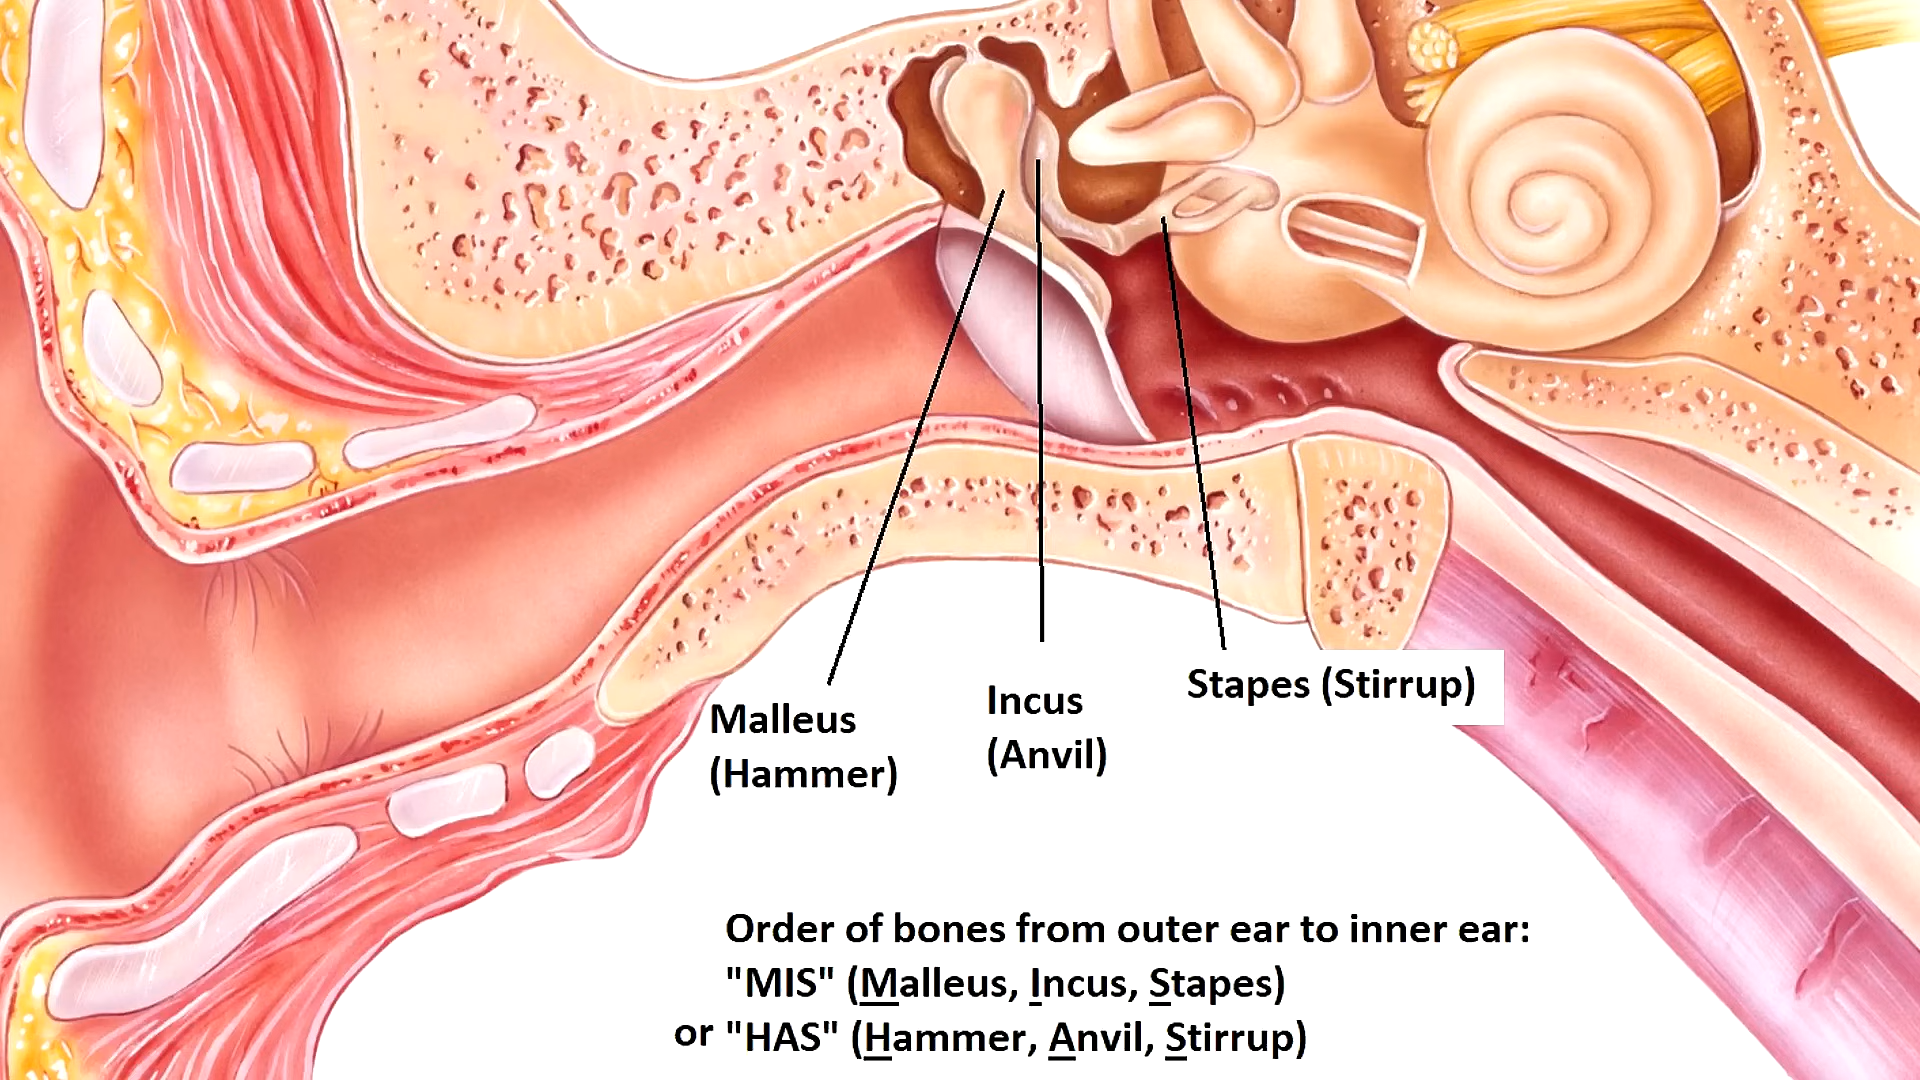 Malleus
(Hammer)
Incus
(Anvil)
Stapes (Stirrup)
Order of bones from outer ear to inner ear:
"MIS" (Malleus, Incus, Stapes)
or "HAS" (Hammer, Anvil, Stirrup)